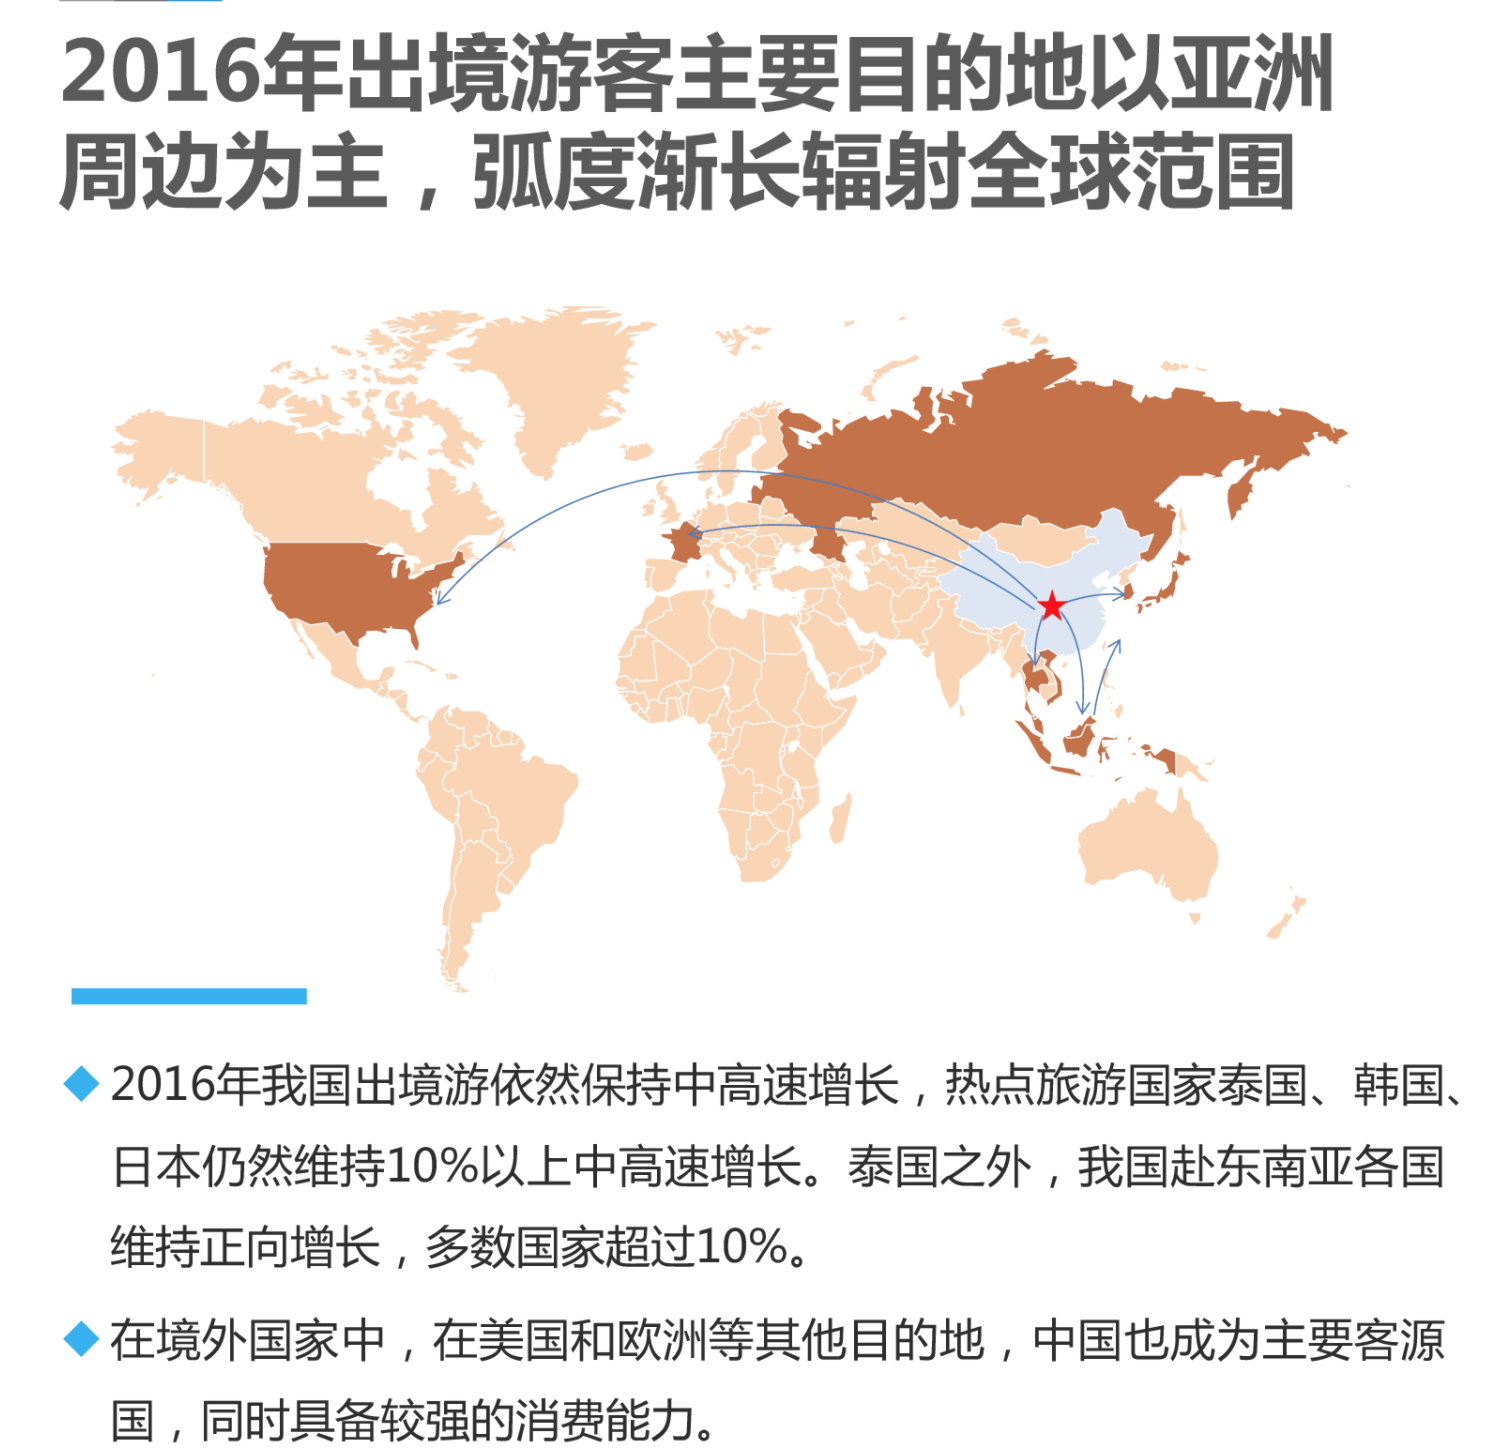 2016年出境游客主要目的地以亚洲
周边为主，弧度渐长辐射全球范围
◆ 2016年我国出境游依然保持中高速增长，热点旅游国家泰国、韩国、
日本仍然维持10%以上中高速增长。泰国之外，我国赴东南亚各国
维持正向增长，多数国家超过10%。
◆ 在境外国家中，在美国和欧洲等其他目的地，中国也成为主要客源
国，同时具备较强的消费能力。